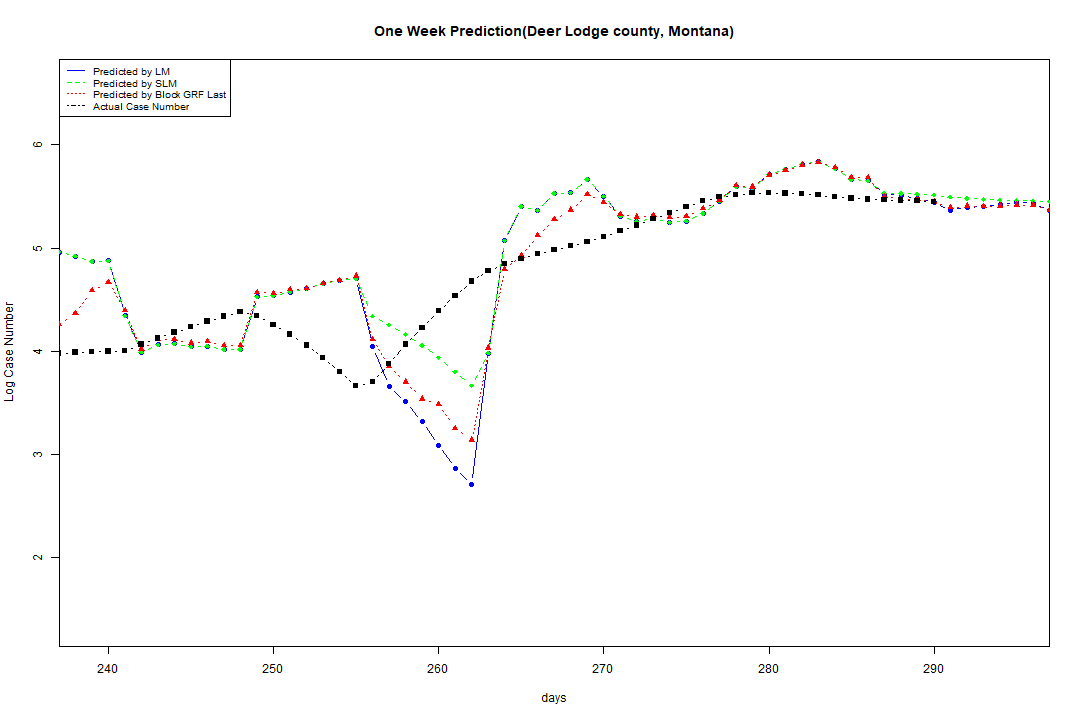 One Week Prediction(Deer Lodge county, Montana)
Predicted by LM
Predicted by SLM
Predicted by Block GRF Last
Actual Case Number
Log Case Number
6
5
4
3
2
240 250 260 270 280 290
days